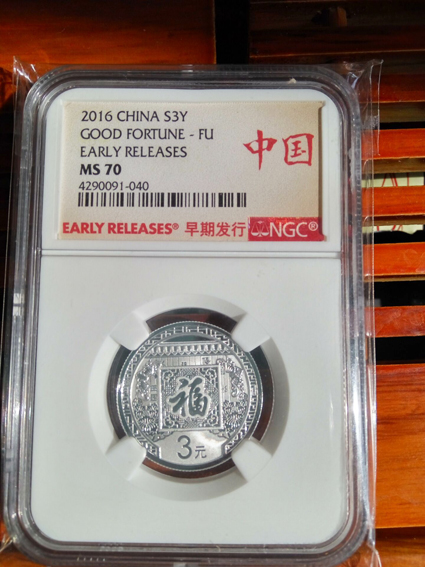 2016 CHINA S3Y
GOOD FORTUNE - FU
EARLY RELEASES
MS 70
4290091-040
中国
EARLY RELEASES® 早期发行 NGC®
福
3元